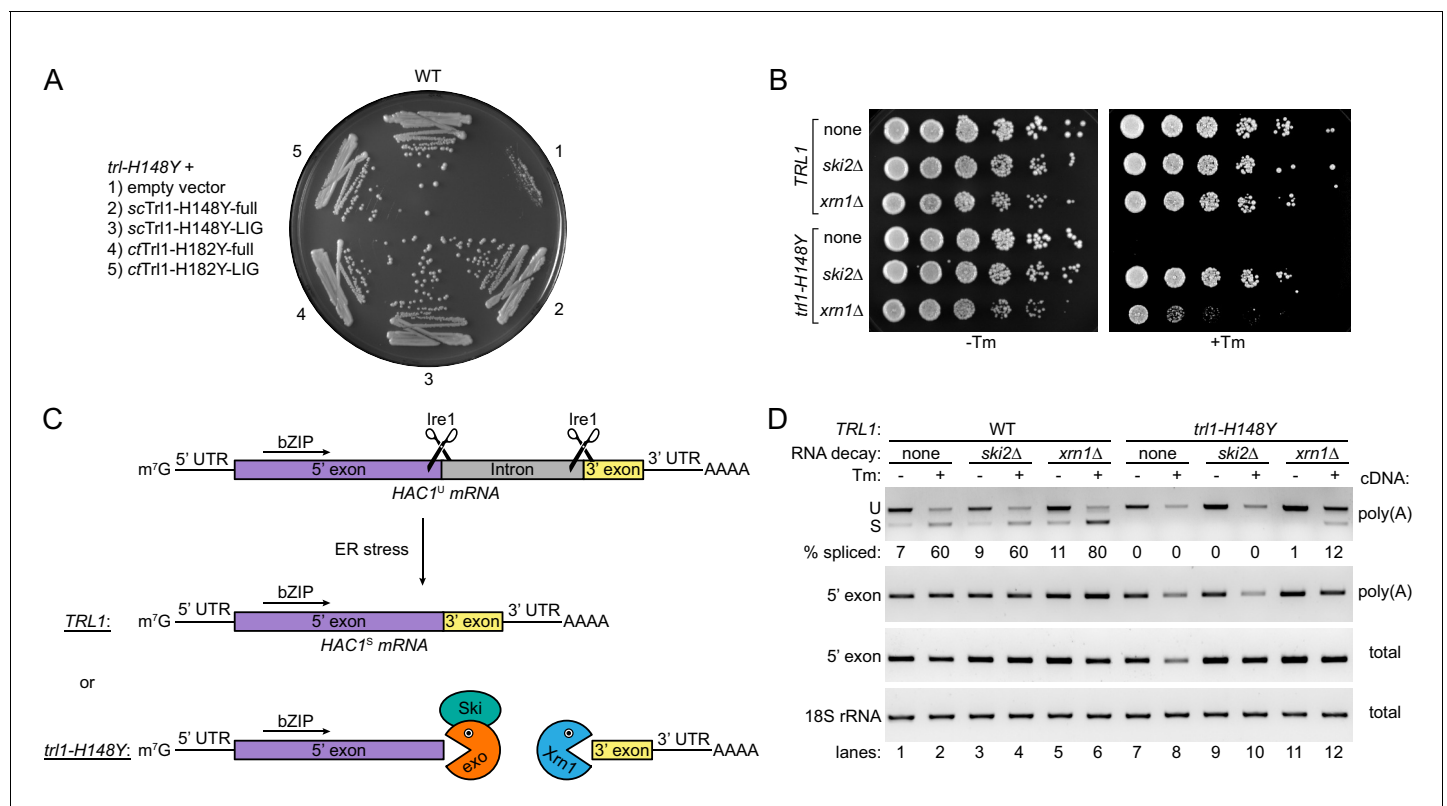 A
WT
5
1
trl-H148Y +
1) empty vector
2) scTrl1-H148Y-full
3) scTrl1-H148Y-LIG
4) ctTrl1-H182Y-full
5) ctTrl1-H182Y-LIG
4
2
3
B
TRL1
none
ski2Δ
xrn1Δ
trl1-H148Y
none
ski2Δ
xrn1Δ
-Tm
+Tm
C
Ire1
Ire1
bZIP
m⁷G 5' UTR 5' exon Intron 3' exon 3' UTR AAAA
HAC1ᵁ mRNA
ER stress
bZIP
TRL1: m⁷G 5' UTR 5' exon 3' exon 3' UTR AAAA
HAC1ˢ mRNA
or
Ski
bZIP
trl1-H148Y: m⁷G 5' UTR 5' exon exo Xrn1 3' exon 3' UTR AAAA
D
TRL1: WT trl1-H148Y
RNA decay: none ski2Δ xrn1Δ none ski2Δ xrn1Δ
Tm: - + - + - + - + - + - + cDNA:
U
S
poly(A)
% spliced: 7 60 9 60 11 80 0 0 0 0 1 12
5' exon poly(A)
5' exon total
18S rRNA total
lanes: 1 2 3 4 5 6 7 8 9 10 11 12